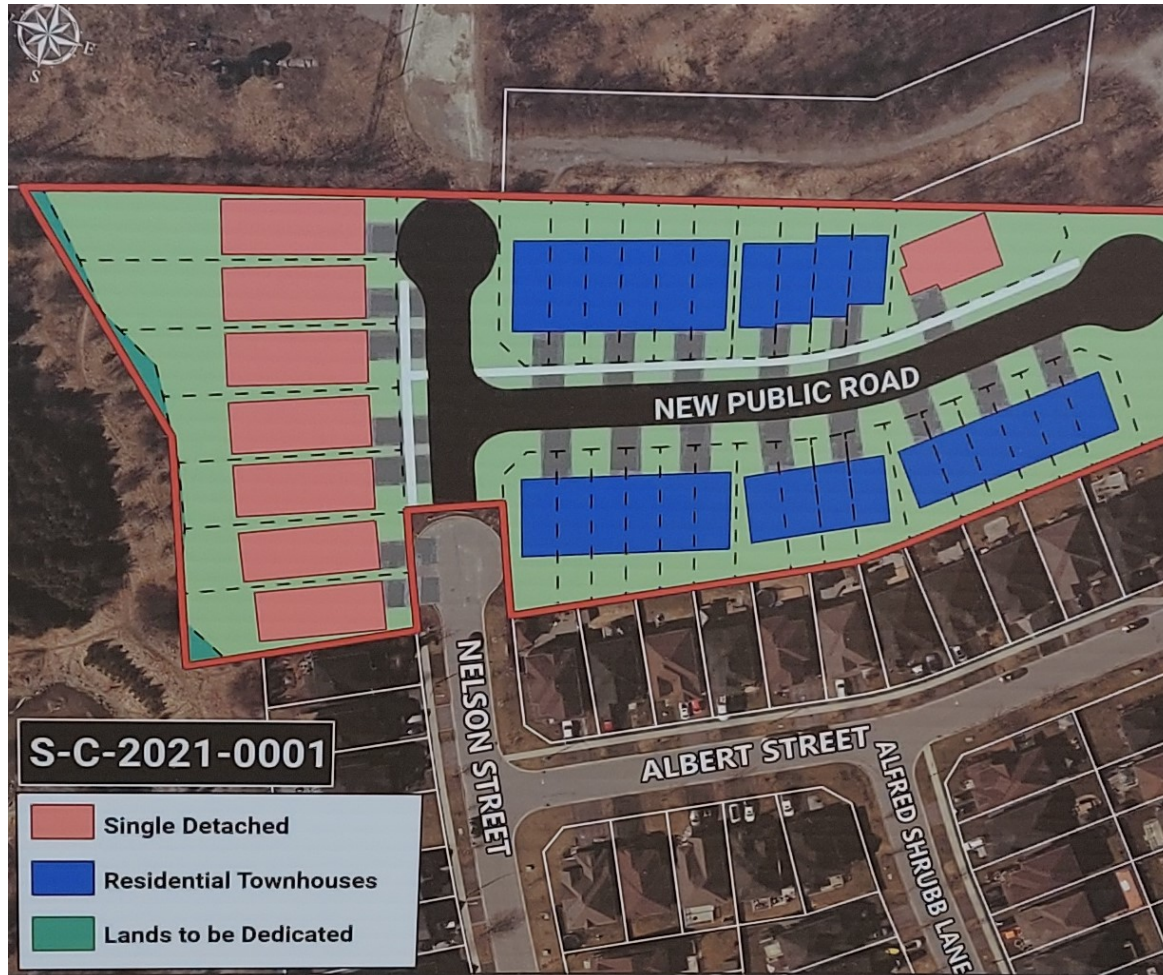 E
S
NEW PUBLIC ROAD
NELSON STREET
ALBERT STREET
ALFRED SHRUBB LANE
S-C-2021-0001
Single Detached
Residential Townhouses
Lands to be Dedicated